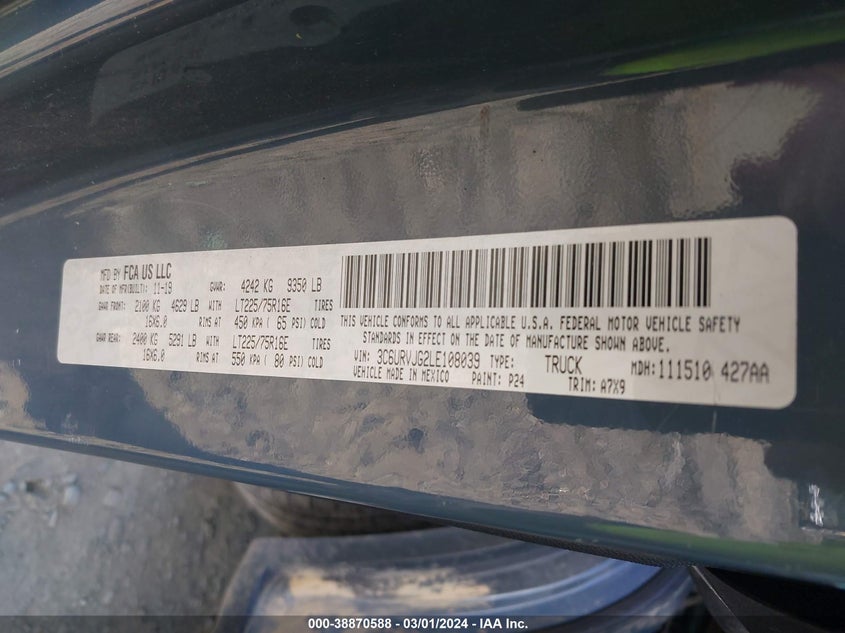 MFD BY FCA US LLC
DATE OF MFR(BUILT): 11-19 GVWR: 4242 KG 9350 LB
GAWR FRONT: 2100 KG 4629 LB WITH LT225/75R16E TIRES
16X6.0 RIMS AT 450 KPA ( 65 PSI) COLD
GAWR REAR: 2400 KG 5291 LB WITH LT225/75R16E TIRES
16X6.0 RIMS AT 550 KPA ( 80 PSI) COLD
THIS VEHICLE CONFORMS TO ALL APPLICABLE U.S.A. FEDERAL MOTOR VEHICLE SAFETY
STANDARDS IN EFFECT ON THE DATE OF MANUFACTURE SHOWN ABOVE.
VIN: 3C6URVJG2LE108039 TYPE: TRUCK MDH: 111510 427AA
VEHICLE MADE IN MEXICO PAINT: P24 TRIM: A7X9
000-38870588 - 03/01/2024 - IAA Inc.